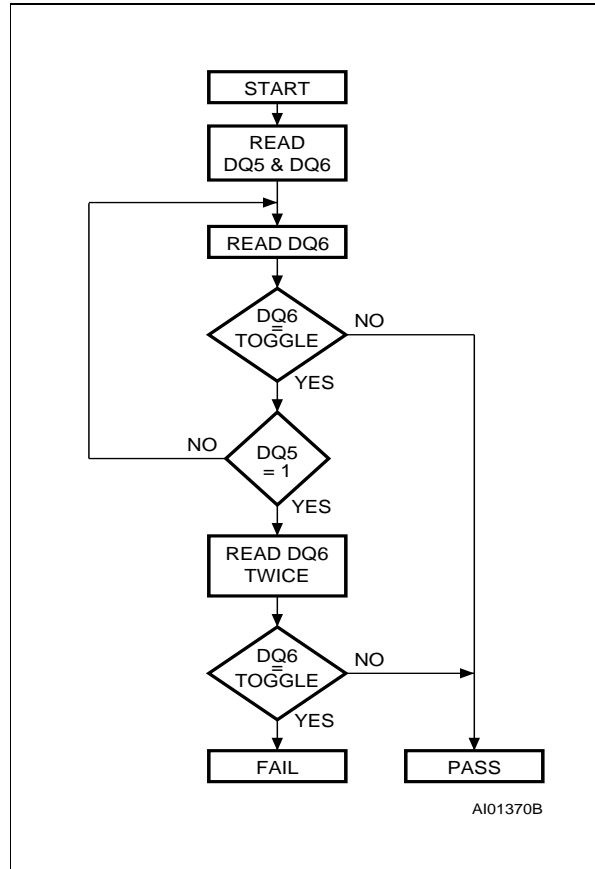 START
READ
DQ5 & DQ6
READ DQ6
DQ6
=
TOGGLE
NO
YES
NO
DQ5
= 1
YES
READ DQ6
TWICE
DQ6
=
TOGGLE
NO
YES
FAIL
PASS
AI01370B